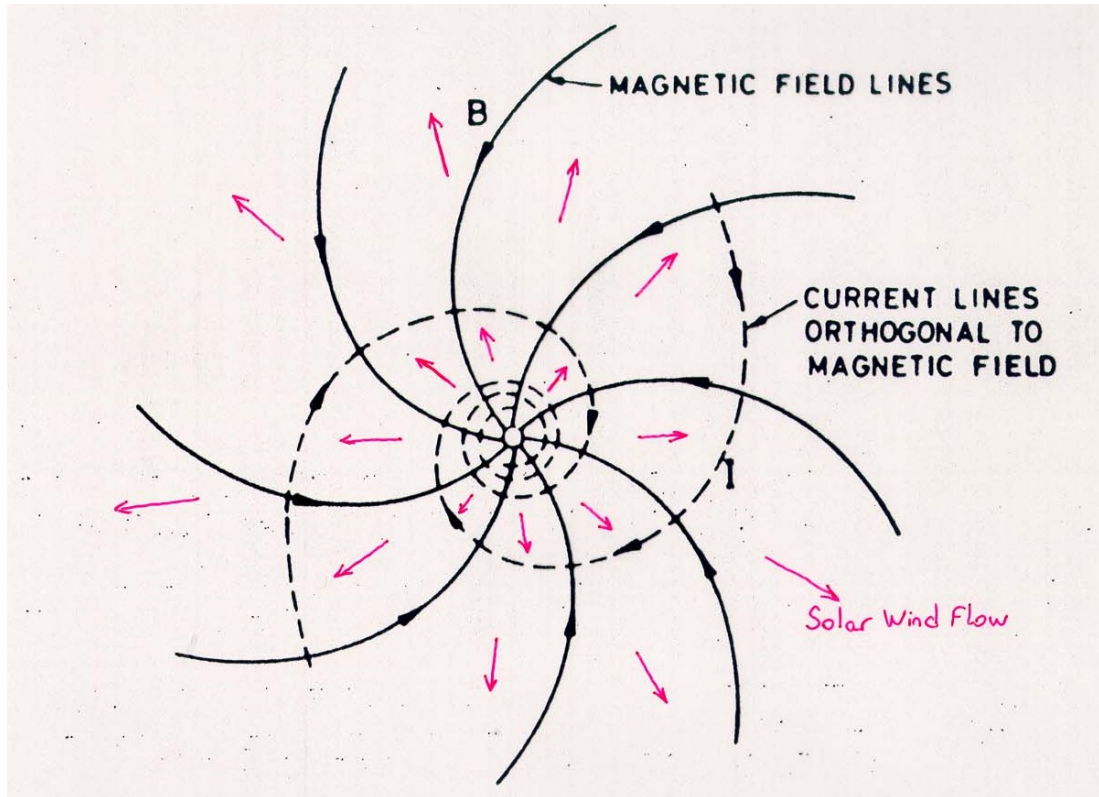 B
MAGNETIC FIELD LINES
CURRENT LINES
ORTHOGONAL TO
MAGNETIC FIELD
I
Solar Wind Flow